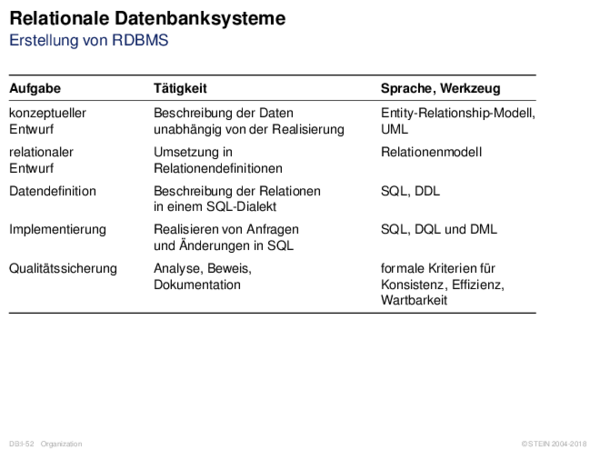 Relationale Datenbanksysteme
Erstellung von RDBMS
Aufgabe Tätigkeit Sprache, Werkzeug
konzeptueller Beschreibung der Daten Entity-Relationship-Modell,
Entwurf unabhängig von der Realisierung UML
relationaler Umsetzung in Relationenmodell
Entwurf Relationendefinitionen
Datendefinition Beschreibung der Relationen SQL, DDL
in einem SQL-Dialekt
Implementierung Realisieren von Anfragen SQL, DQL und DML
und Änderungen in SQL
Qualitätssicherung Analyse, Beweis, formale Kriterien für
Dokumentation Konsistenz, Effizienz,
Wartbarkeit
Organization © STEIN 2004-2018